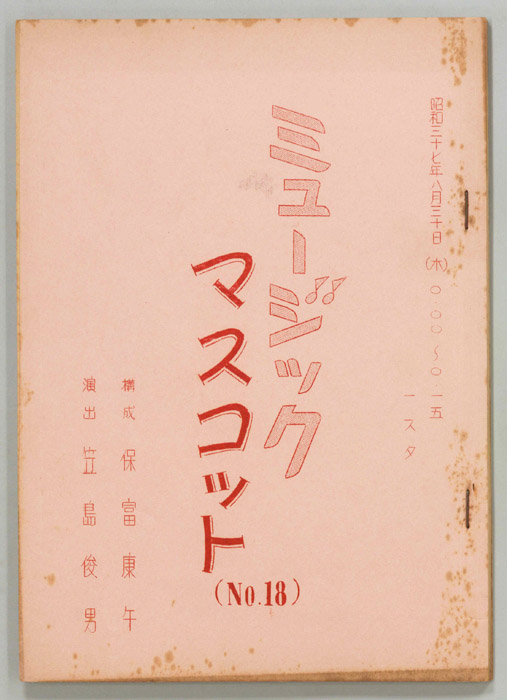 昭和三十七年八月三十日(木)〇〇〇〜〇一五
一スタ
ミュージック
マスコット
(No.18)
構成 保富康午
演出 笠島俊男